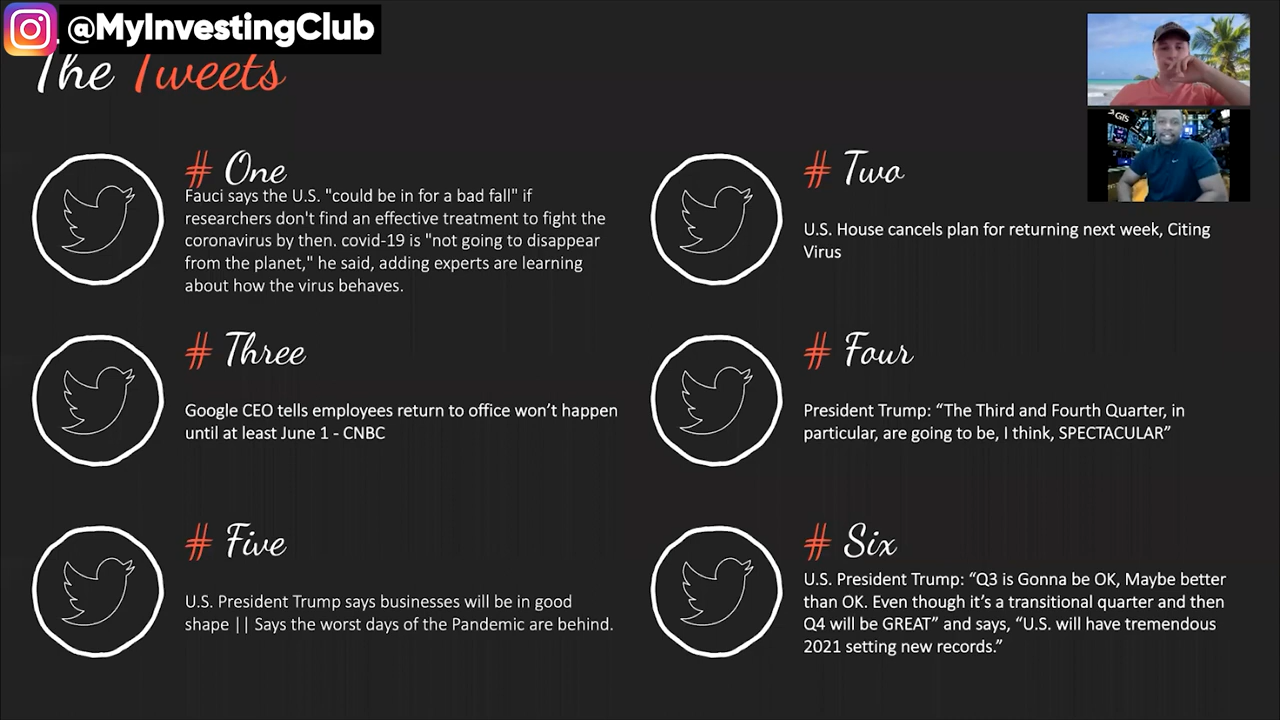 @MyInvestingClub
The Tweets
# One
Fauci says the U.S. "could be in for a bad fall" if
researchers don't find an effective treatment to fight the
coronavirus by then. covid-19 is "not going to disappear
from the planet," he said, adding experts are learning
about how the virus behaves.
# Two
U.S. House cancels plan for returning next week, Citing
Virus
# Three
Google CEO tells employees return to office won’t happen
until at least June 1 - CNBC
# Four
President Trump: “The Third and Fourth Quarter, in
particular, are going to be, I think, SPECTACULAR”
# Five
U.S. President Trump says businesses will be in good
shape || Says the worst days of the Pandemic are behind.
# Six
U.S. President Trump: “Q3 is Gonna be OK, Maybe better
than OK. Even though it’s a transitional quarter and then
Q4 will be GREAT” and says, “U.S. will have tremendous
2021 setting new records.”
GTS